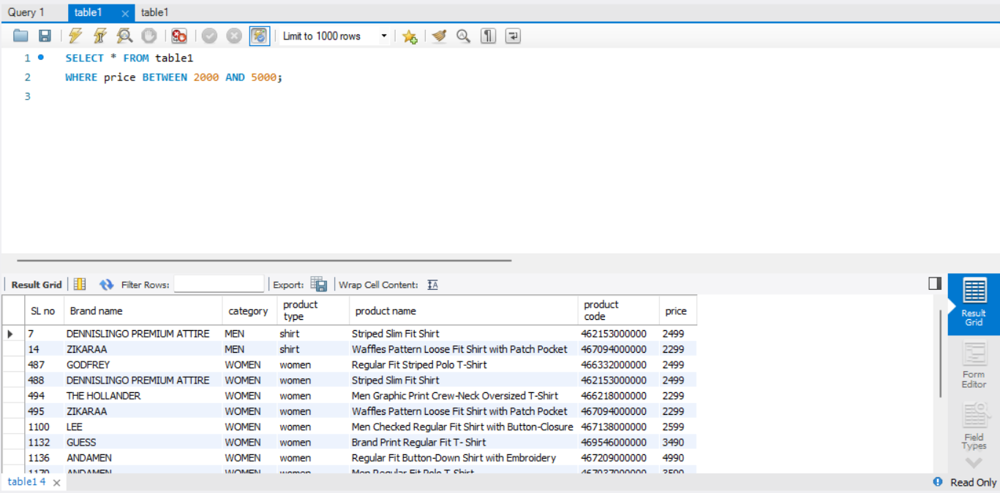 Query 1 table1 table1
Limit to 1000 rows
1 SELECT * FROM table1
2 WHERE price BETWEEN 2000 AND 5000;
3
Result Grid Filter Rows: Export: Wrap Cell Content:
SL no Brand name category product type product name product code price
7 DENNISLINGO PREMIUM ATTIRE MEN shirt Striped Slim Fit Shirt 462153000000 2499
14 ZIKARAA MEN shirt Waffles Pattern Loose Fit Shirt with Patch Pocket 467094000000 2299
487 GODFREY WOMEN women Regular Fit Striped Polo T-Shirt 466332000000 2499
488 DENNISLINGO PREMIUM ATTIRE WOMEN women Striped Slim Fit Shirt 462153000000 2499
494 THE HOLLANDER WOMEN women Men Graphic Print Crew-Neck Oversized T-Shirt 466218000000 2299
495 ZIKARAA WOMEN women Waffles Pattern Loose Fit Shirt with Patch Pocket 467094000000 2299
1100 LEE WOMEN women Men Checked Regular Fit Shirt with Button-Closure 467138000000 2599
1132 GUESS WOMEN women Brand Print Regular Fit T- Shirt 469546000000 3490
1136 ANDAMEN WOMEN women Regular Fit Button-Down Shirt with Embroidery 467209000000 4990
1170 ANDAMEN WOMEN women Men Regular Fit Polo T-Shirt 467037000000
Result Grid
Form Editor
Field Types
table1 4
Read Only